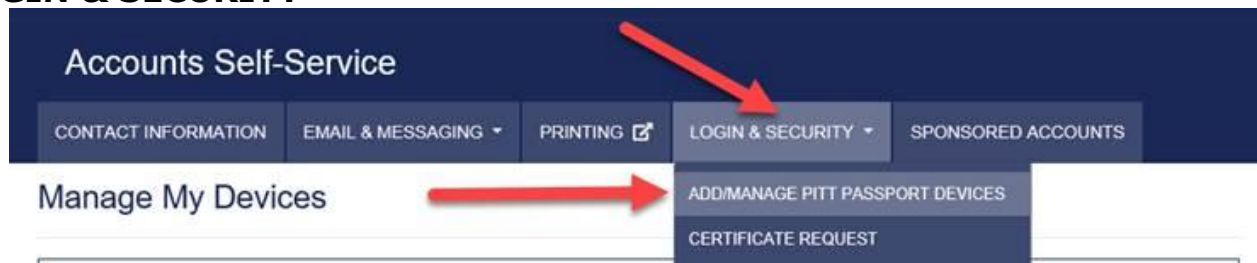 Accounts Self-Service
CONTACT INFORMATION EMAIL & MESSAGING PRINTING LOGIN & SECURITY SPONSORED ACCOUNTS
Manage My Devices
ADD/MANAGE PITT PASSPORT DEVICES
CERTIFICATE REQUEST